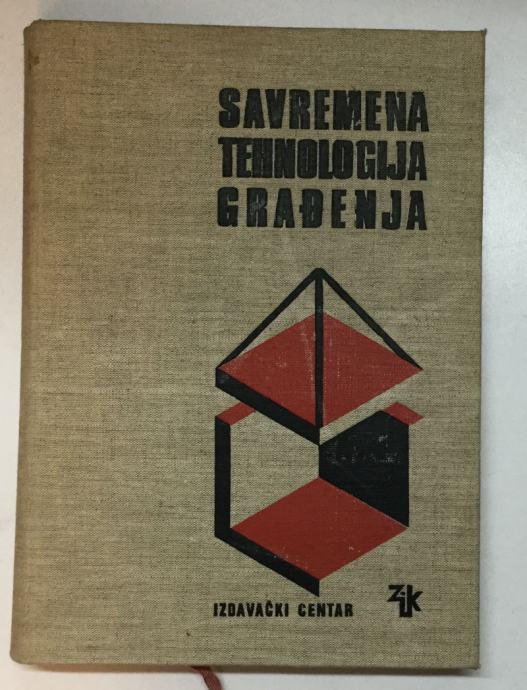 SAVREMENA
TEHNOLOGIJA
GRAĐENJA
IZDAVAČKI CENTAR